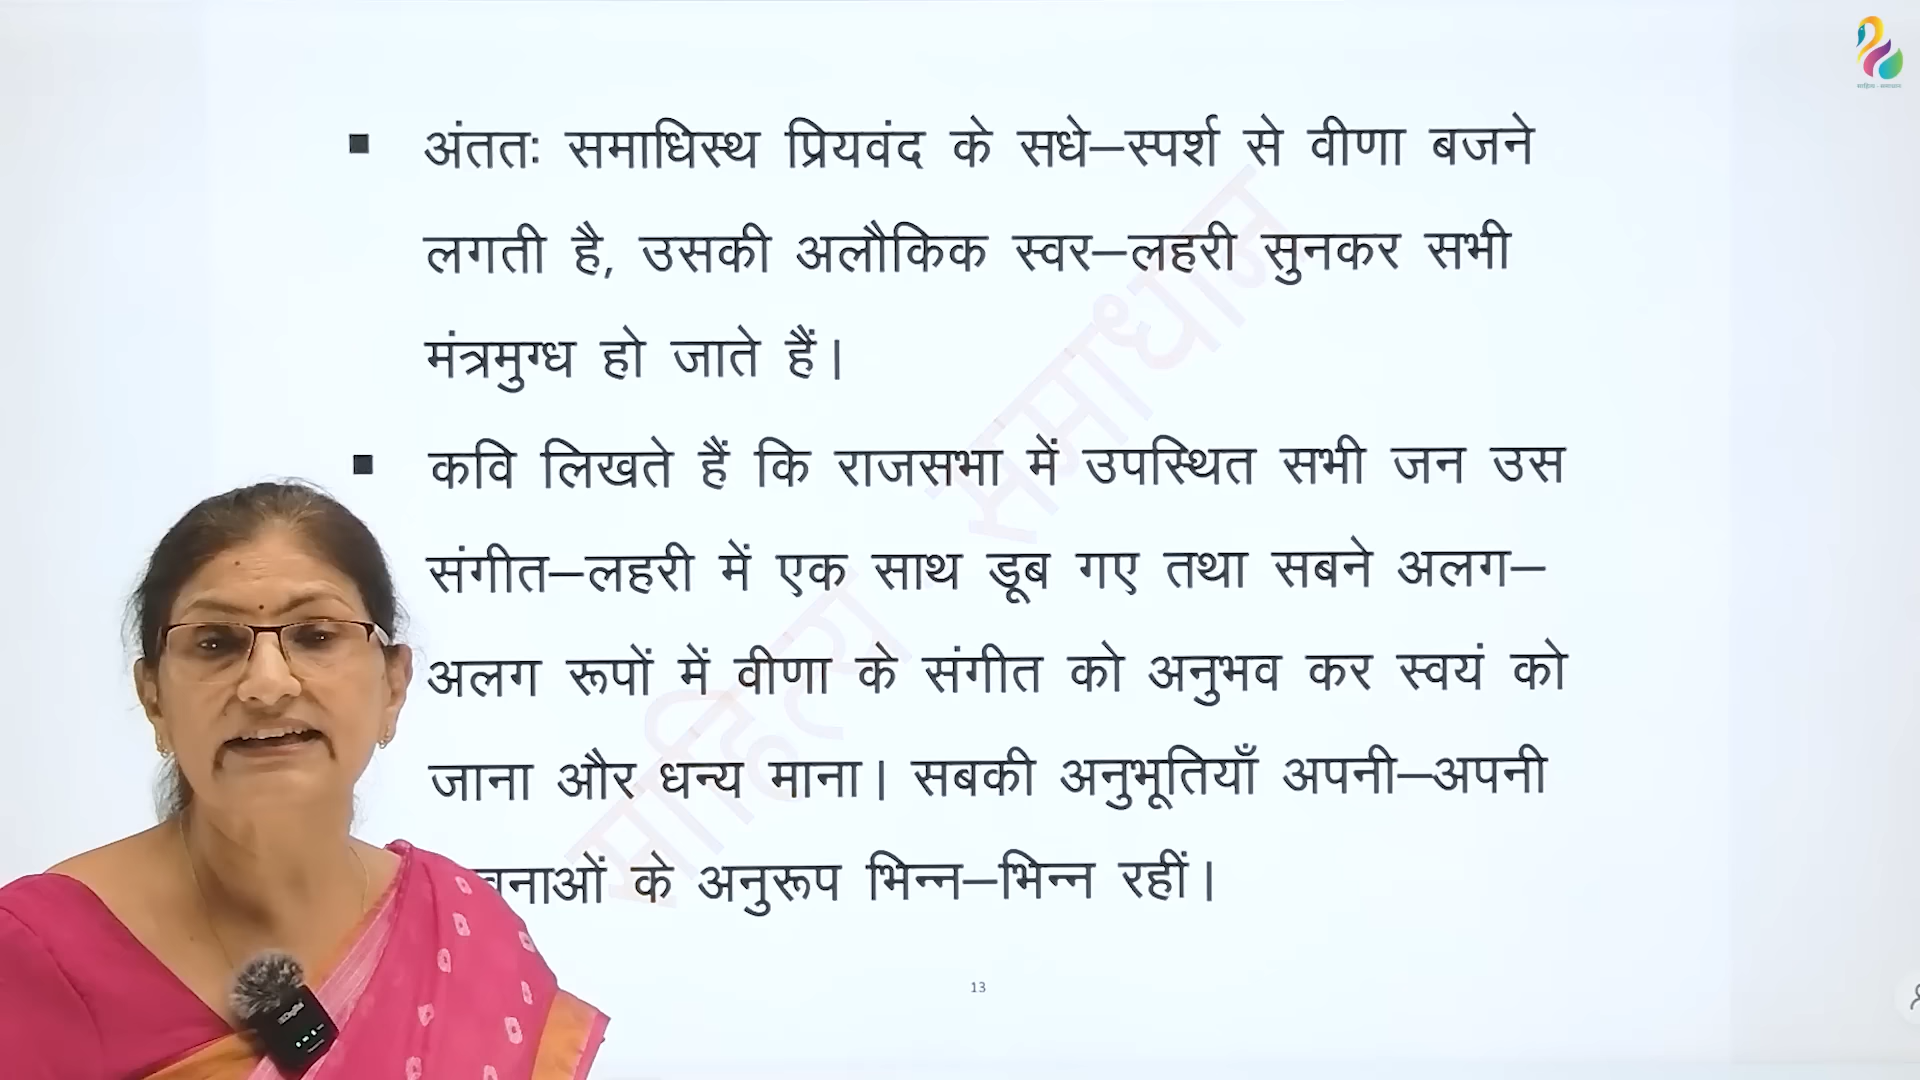 ▪ अंततः समाधिस्थ प्रियवंद के सधे–स्पर्श से वीणा बजने
लगती है, उसकी अलौकिक स्वर–लहरी सुनकर सभी
मंत्रमुग्ध हो जाते हैं।
▪ कवि लिखते हैं कि राजसभा में उपस्थित सभी जन उस
संगीत–लहरी में एक साथ डूब गए तथा सबने अलग–
अलग रूपों में वीणा के संगीत को अनुभव कर स्वयं को
जाना और धन्य माना। सबकी अनुभूतियाँ अपनी–अपनी
के अनुरूप भिन्न–भिन्न रहीं।
13
साहित्य समाधान
साहित्य - समाधान